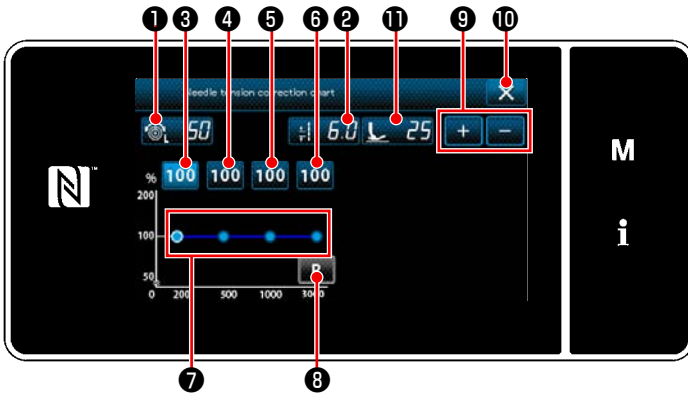 ❶ ❸ ❹ ❺ ❻ ❷ ⓫ ❾ ❿
Needle tension correction chart X
L 50 6.0 25 + −
% 100 100 100 100
200
100
50
R
0 200 500 1000 3000
N
M
i
❼ ❽